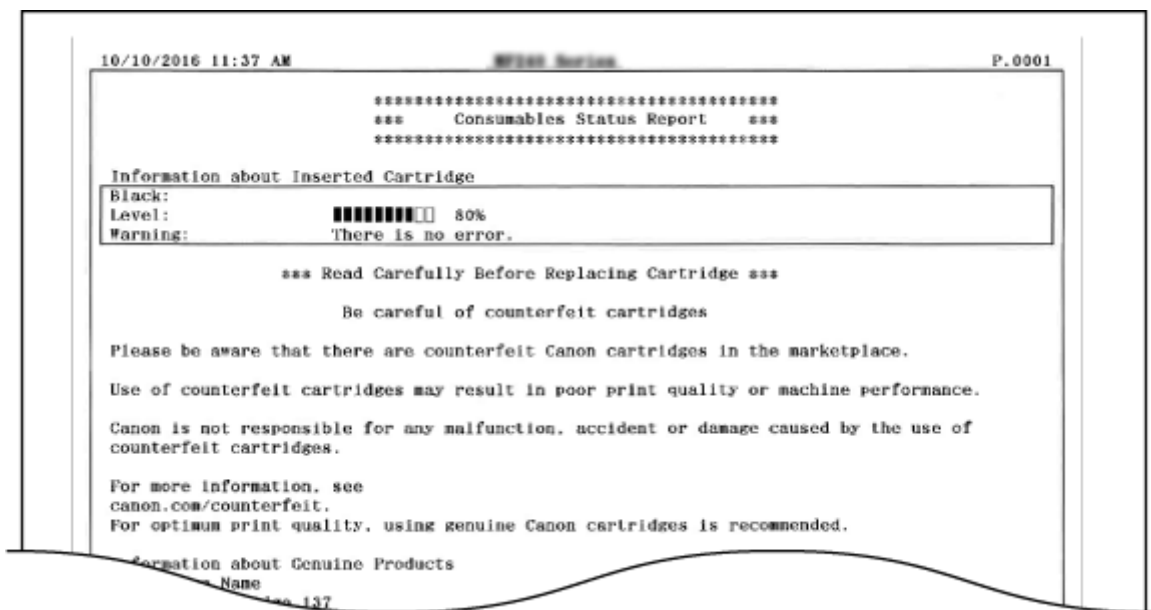 10/10/2016 11:37 AM P.0001
****************************************
*** Consumables Status Report ***
****************************************
Information about Inserted Cartridge
Black:
Level: 80%
Warning: There is no error.
*** Read Carefully Before Replacing Cartridge ***
Be careful of counterfeit cartridges
Please be aware that there are counterfeit Canon cartridges in the marketplace.
Use of counterfeit cartridges may result in poor print quality or machine performance.
Canon is not responsible for any malfunction, accident or damage caused by the use of
counterfeit cartridges.
For more information, see
canon.com/counterfeit.
For optimum print quality, using genuine Canon cartridges is recommended.
about Genuine Products
Name
137